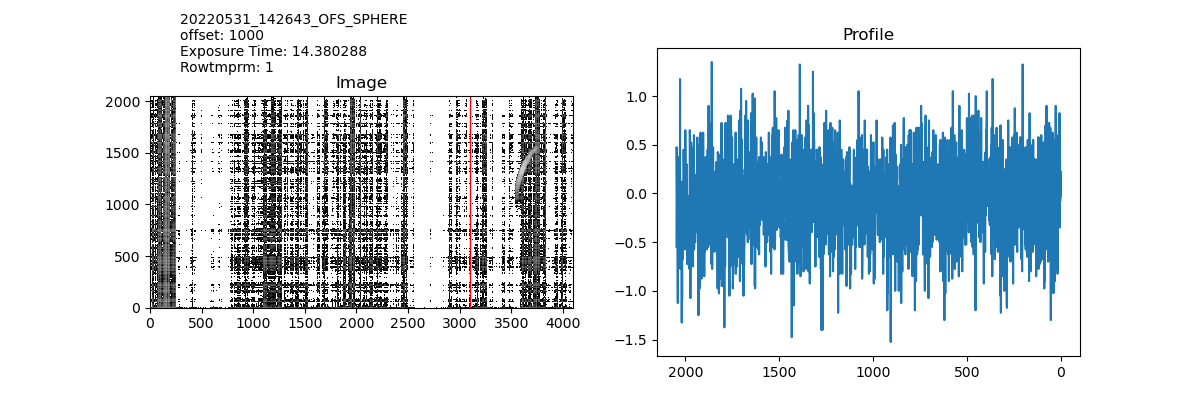 20220531_142643_OFS_SPHERE
offset: 1000
Exposure Time: 14.380288
Rowtmprm: 1
Image
2000
1500
1000
500
0
0 500 1000 1500 2000 2500 3000 3500 4000
Profile
1.0
0.5
0.0
−0.5
−1.0
−1.5
2000 1500 1000 500 0